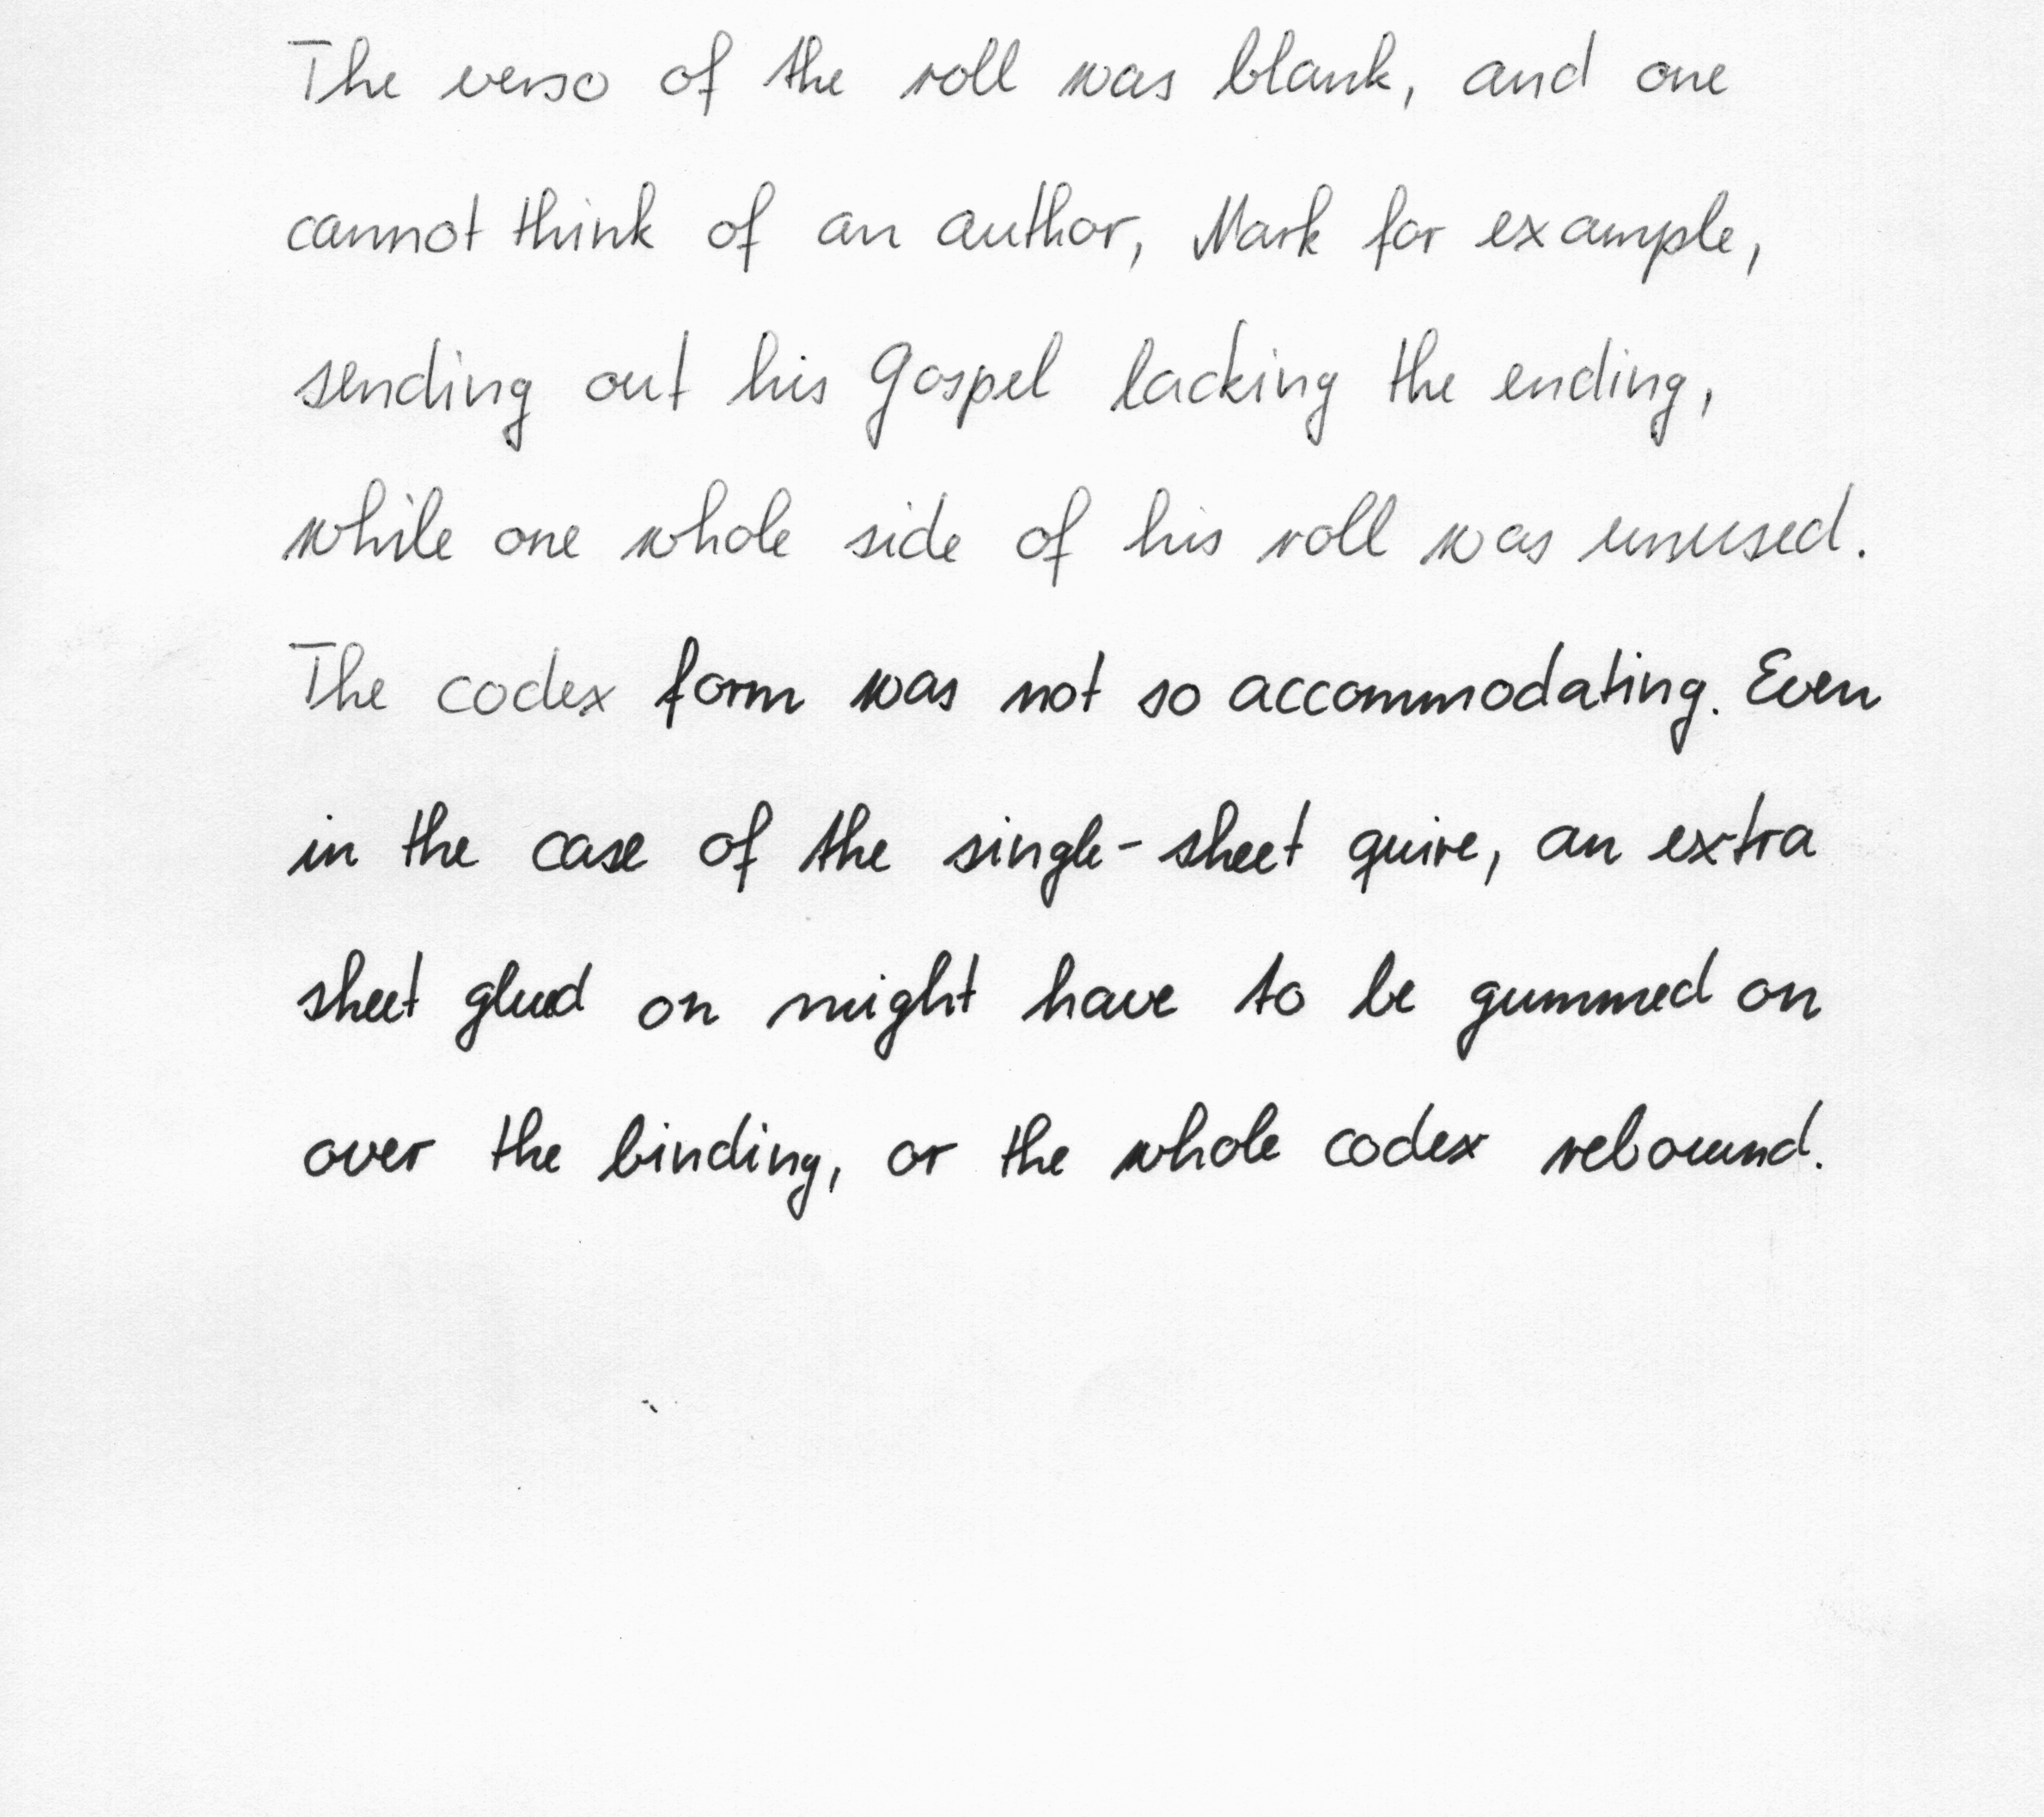 The verso of the roll was blank, and one
cannot think of an author, Mark for example,
sending out his Gospel lacking the ending,
while one whole side of his roll was unused.
The codex form was not so accommodating. Even
in the case of the single-sheet quire, an extra
sheet glued on might have to be gummed on
over the binding, or the whole codex rebound.